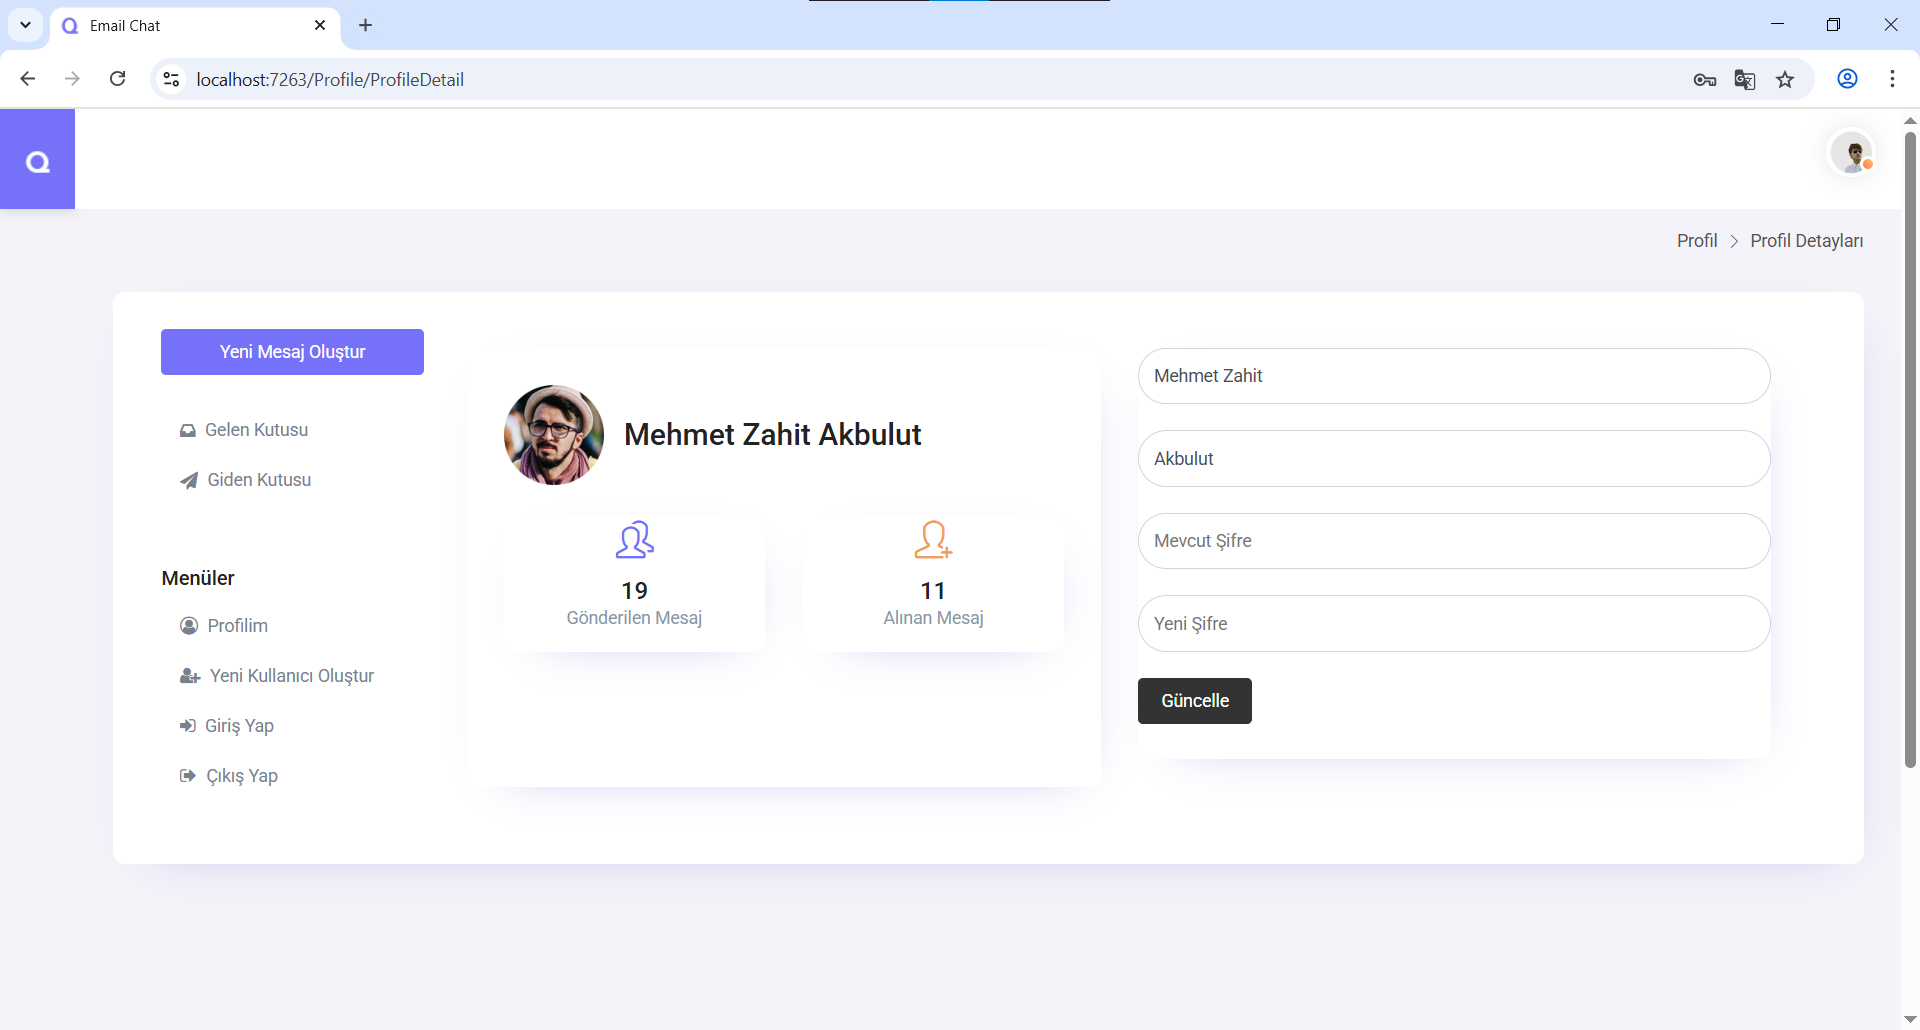 Email Chat
localhost:7263/Profile/ProfileDetail
Profil > Profil Detayları
Yeni Mesaj Oluştur
Gelen Kutusu
Giden Kutusu
Menüler
Profilim
Yeni Kullanıcı Oluştur
Giriş Yap
Çıkış Yap
Mehmet Zahit Akbulut
19
Gönderilen Mesaj
11
Alınan Mesaj
Mehmet Zahit
Akbulut
Mevcut Şifre
Yeni Şifre
Güncelle